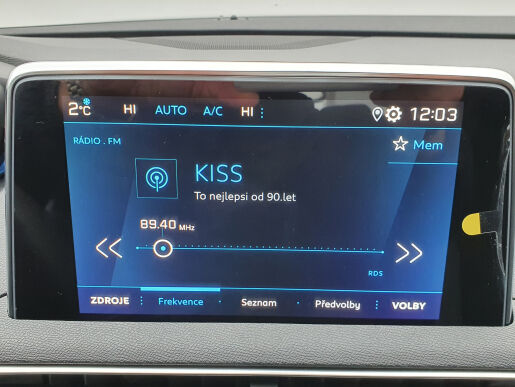 2°C HI AUTO A/C HI 12:03
RÁDIO . FM
Mem
KISS
To nejlepsi od 90.let
89.40 MHz
RDS
ZDROJE Frekvence Seznam Předvolby VOLBY